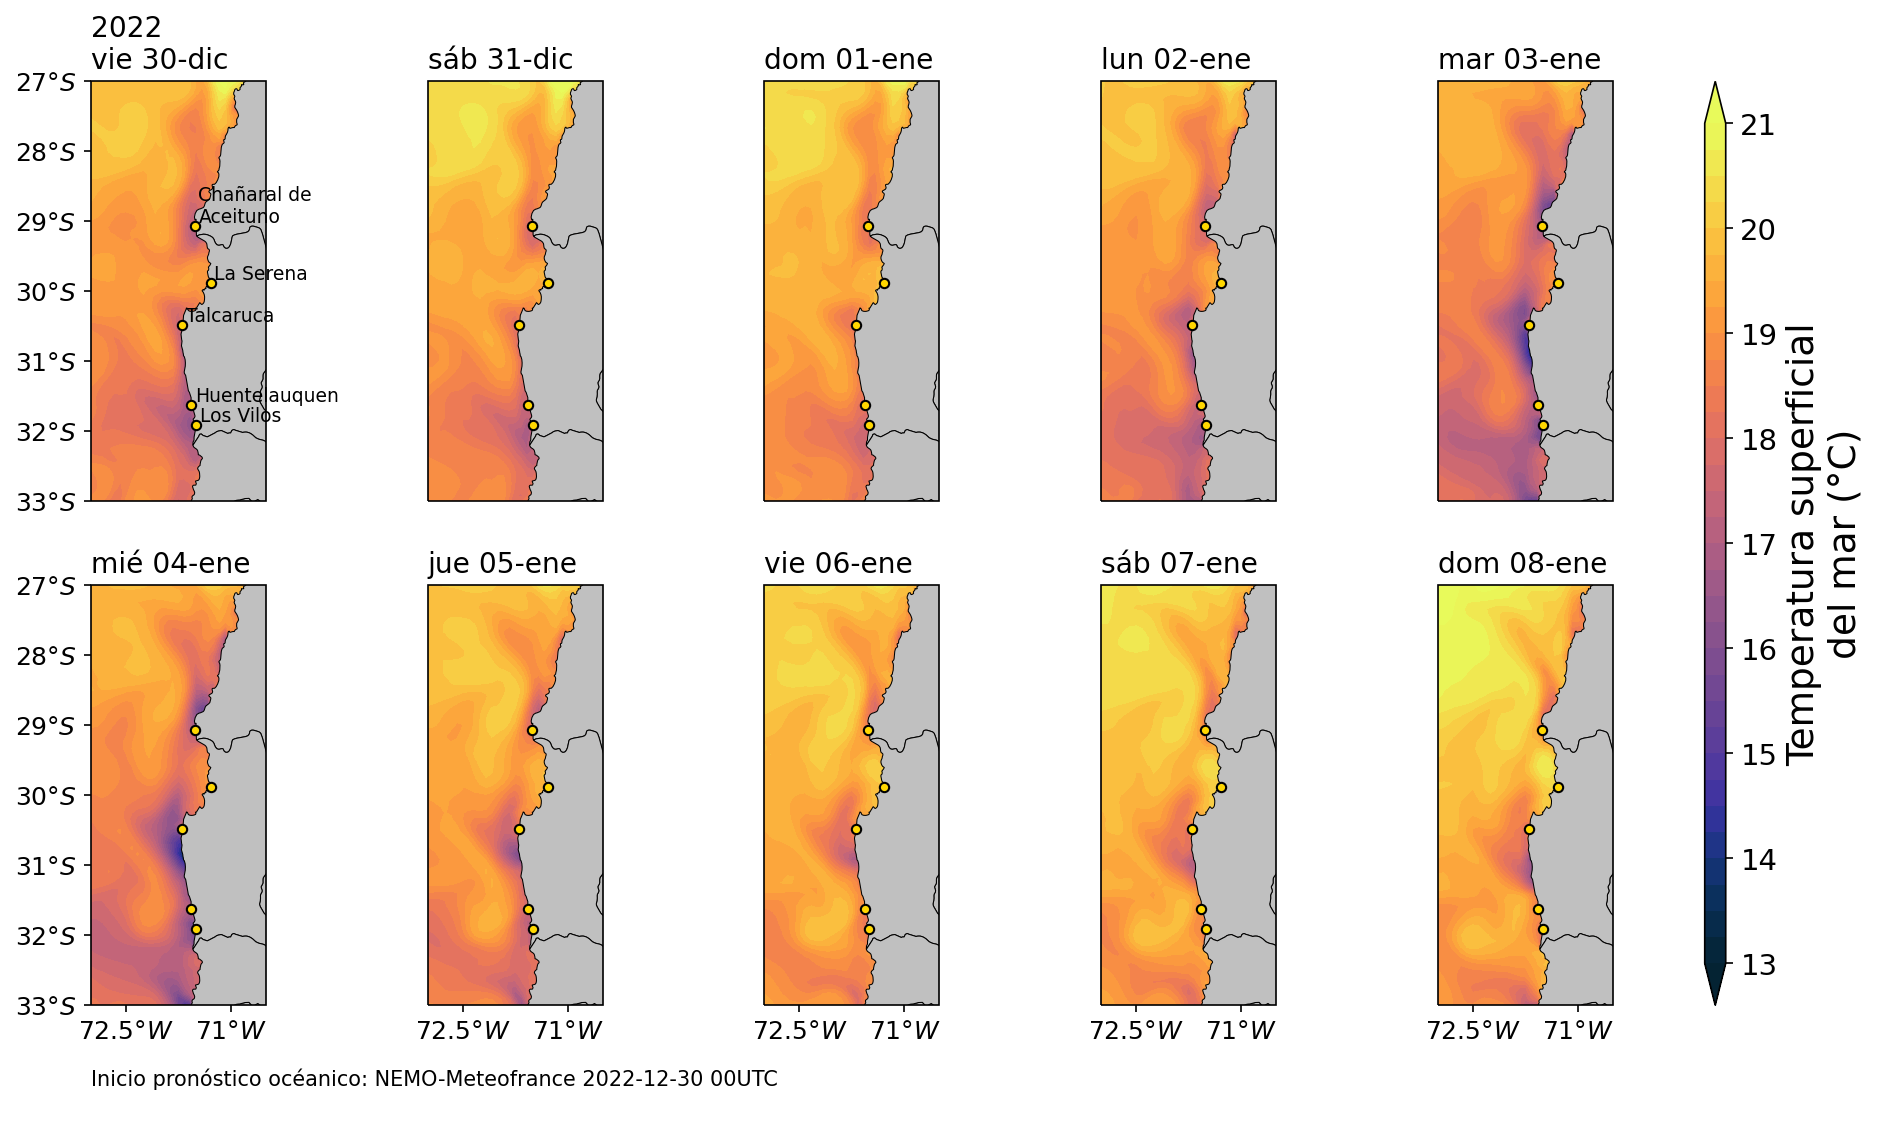 2022
vie 30-dic
sáb 31-dic
dom 01-ene
lun 02-ene
mar 03-ene
27°S
28°S
29°S
30°S
31°S
32°S
33°S
Chañaral de
Aceituno
La Serena
Talcaruca
Huentelauquen
Los Vilos
mié 04-ene
jue 05-ene
vie 06-ene
sáb 07-ene
dom 08-ene
27°S
28°S
29°S
30°S
31°S
32°S
33°S
72.5°W 71°W
72.5°W 71°W
72.5°W 71°W
72.5°W 71°W
72.5°W 71°W
21
20
19
18
17
16
15
14
13
Temperatura superficial
del mar (°C)
Inicio pronóstico océanico: NEMO-Meteofrance 2022-12-30 00UTC